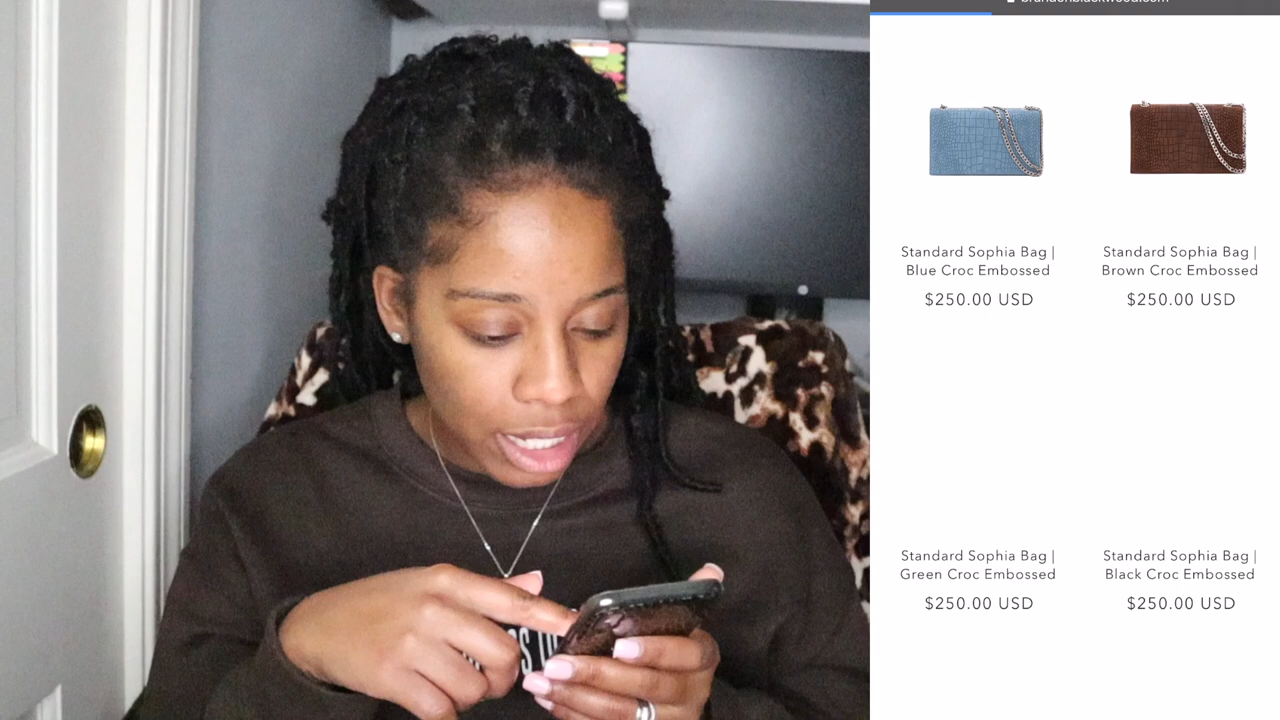 Standard Sophia Bag |
Blue Croc Embossed
$250.00 USD
Standard Sophia Bag |
Brown Croc Embossed
$250.00 USD
Standard Sophia Bag |
Green Croc Embossed
$250.00 USD
Standard Sophia Bag |
Black Croc Embossed
$250.00 USD